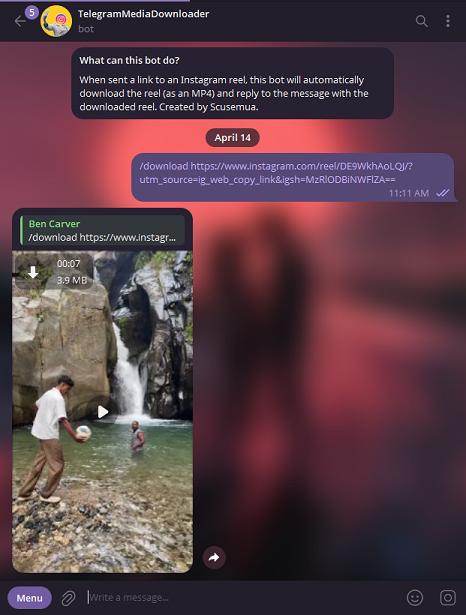 5
TelegramMediaDownloader
bot
What can this bot do?
When sent a link to an Instagram reel, this bot will automatically
download the reel (as an MP4) and reply to the message with the
downloaded reel. Created by Scusemua.
April 14
/download https://www.instagram.com/reel/DE9WkhAoLQJ/?
utm_source=ig_web_copy_link&igsh=MzRlODBiNWFlZA==
11:11 AM
Ben Carver
/download https://www.instagr...
00:07
3.9 MB
Menu
Write a message...